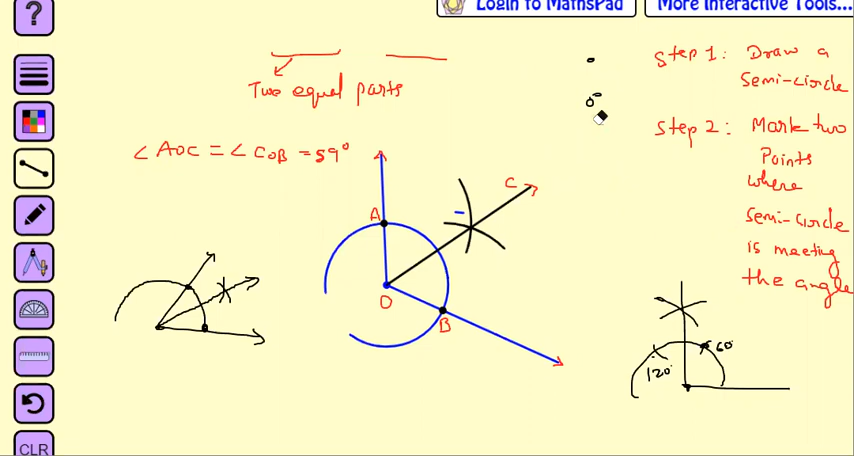 Login to MathsPad
More Interactive Tools...
?
Two equal parts
∠AOC = ∠COB = 59°
Step 1: Draw a
Semi-circle
Step 2: Mark two
Points
where
Semi-circle
is meeting
the angle
C
A
O
B
60°
120°
CLR